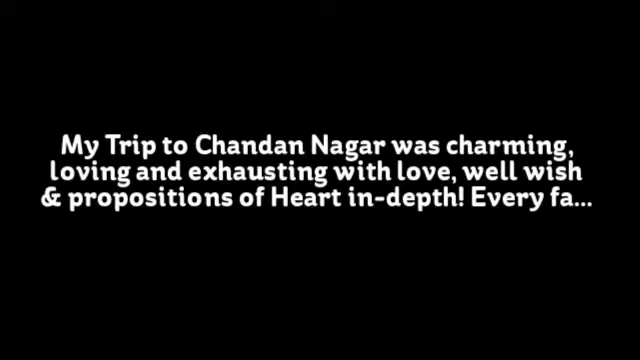 My Trip to Chandan Nagar was charming,
loving and exhausting with love, well wish
& propositions of Heart in-depth! Every fa...